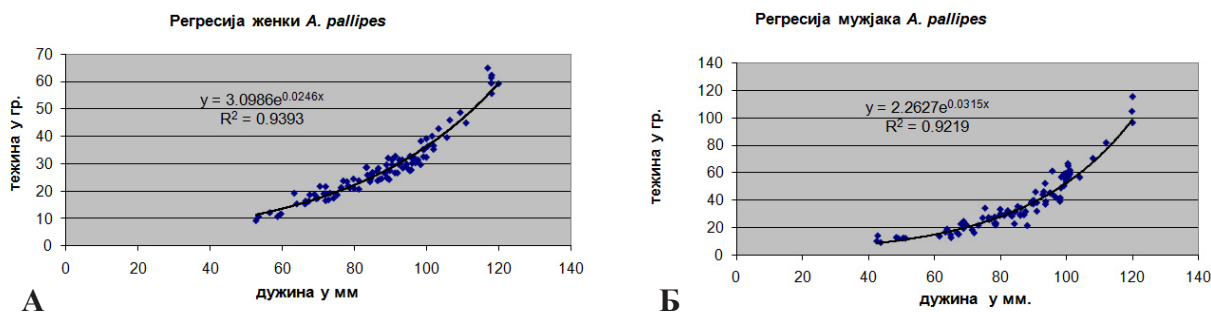 Регресија женки A. pallipes
70
60
50
40
30
20
10
0
тежина у гр.
y = 3.0986e^0.0246x
R² = 0.9393
0 20 40 60 80 100 120 140
дужина у мм
А
Регресија мужјака A. pallipes
140
120
100
80
60
40
20
0
тежина у гр.
y = 2.2627e^0.0315x
R² = 0.9219
0 20 40 60 80 100 120 140
дужина у мм.
Б